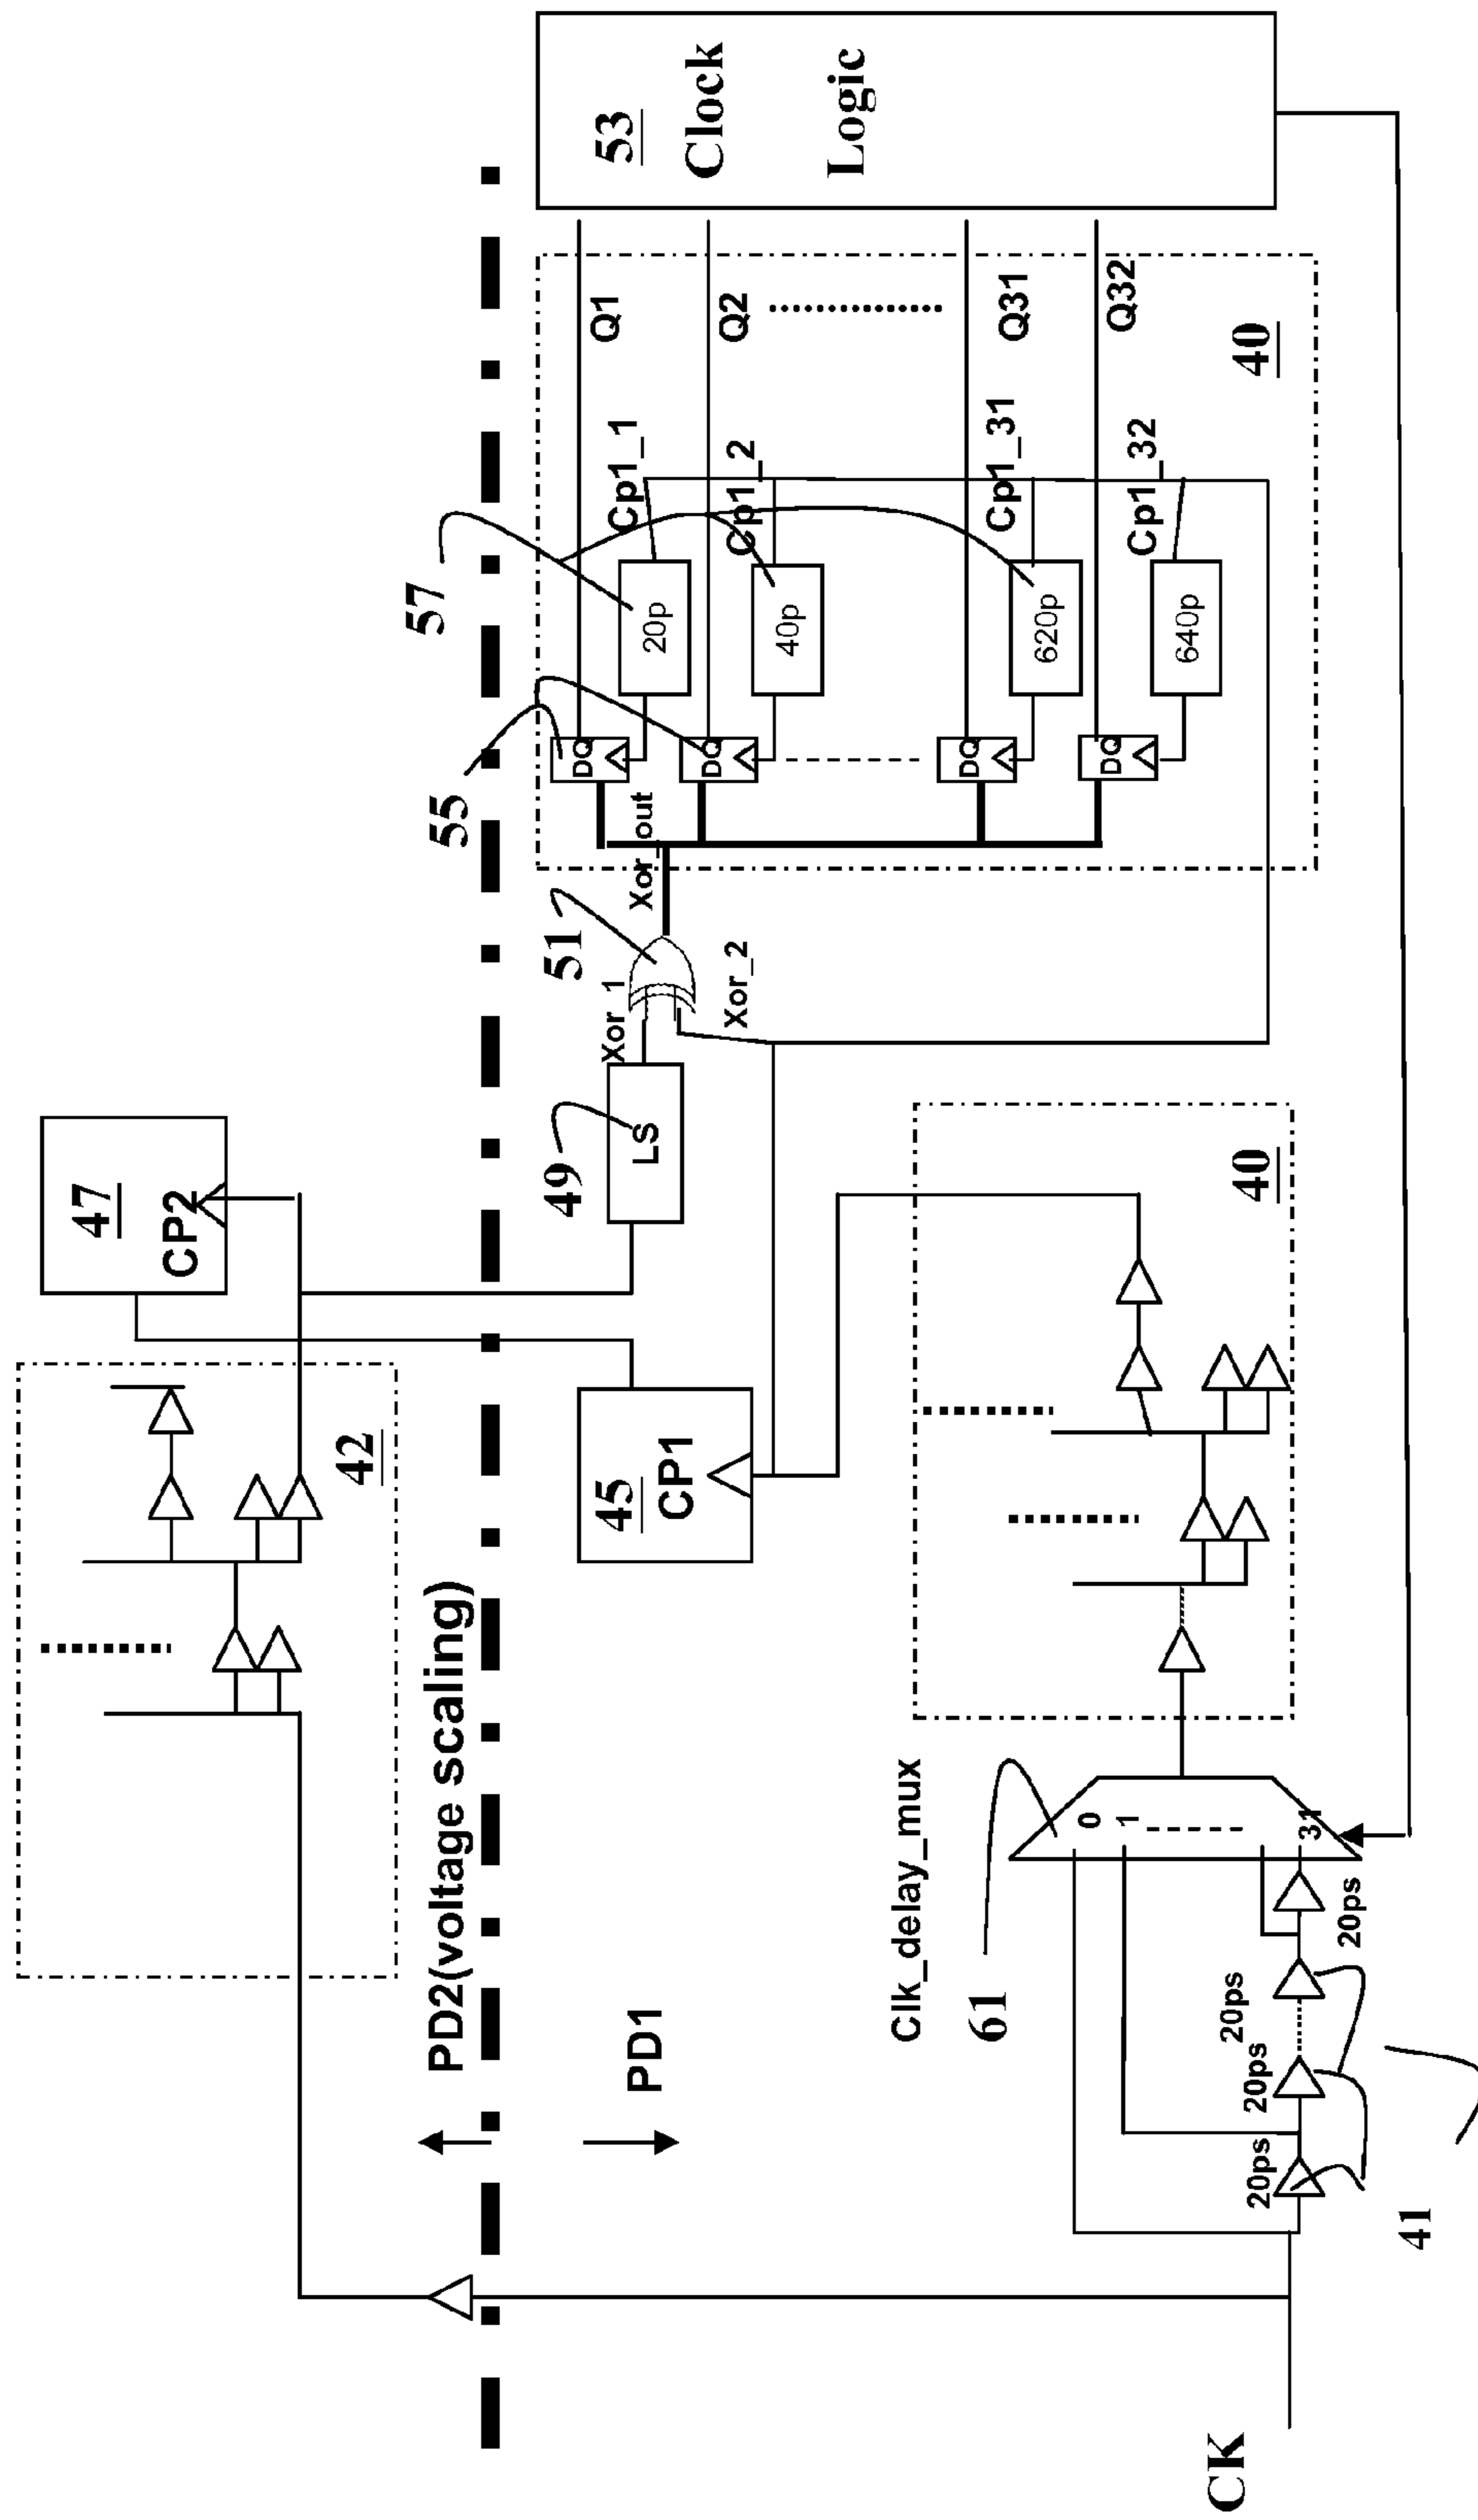 CK
41
20ps
20ps
20ps
20ps
61
Clk_delay_mux
0
1
31
PD2(voltage scaling)
PD1
42
40
47
CP2
45
CP1
49
LS
Xor_1
Xor_2
51
Xor_out
55
57
DQ
DQ
DQ
DQ
20p
40p
620p
640p
Cp1_1
Cp1_2
Cp1_31
Cp1_32
Q1
Q2
Q31
Q32
40
53
Clock
Logic